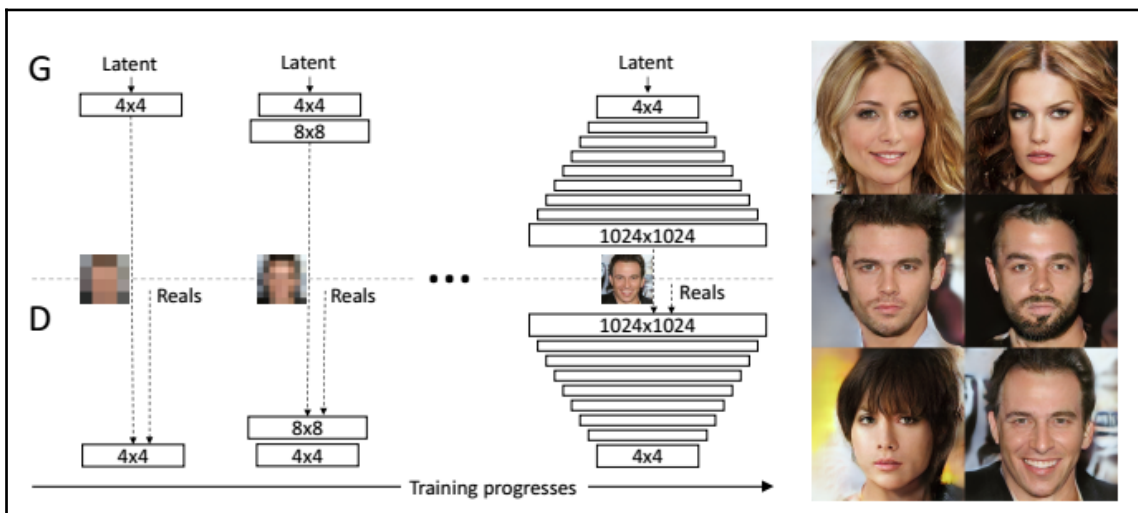 G
Latent
4x4
Latent
4x4
8x8
Latent
4x4
1024x1024
Reals
Reals
Reals
D
1024x1024
8x8
4x4
4x4
4x4
Training progresses